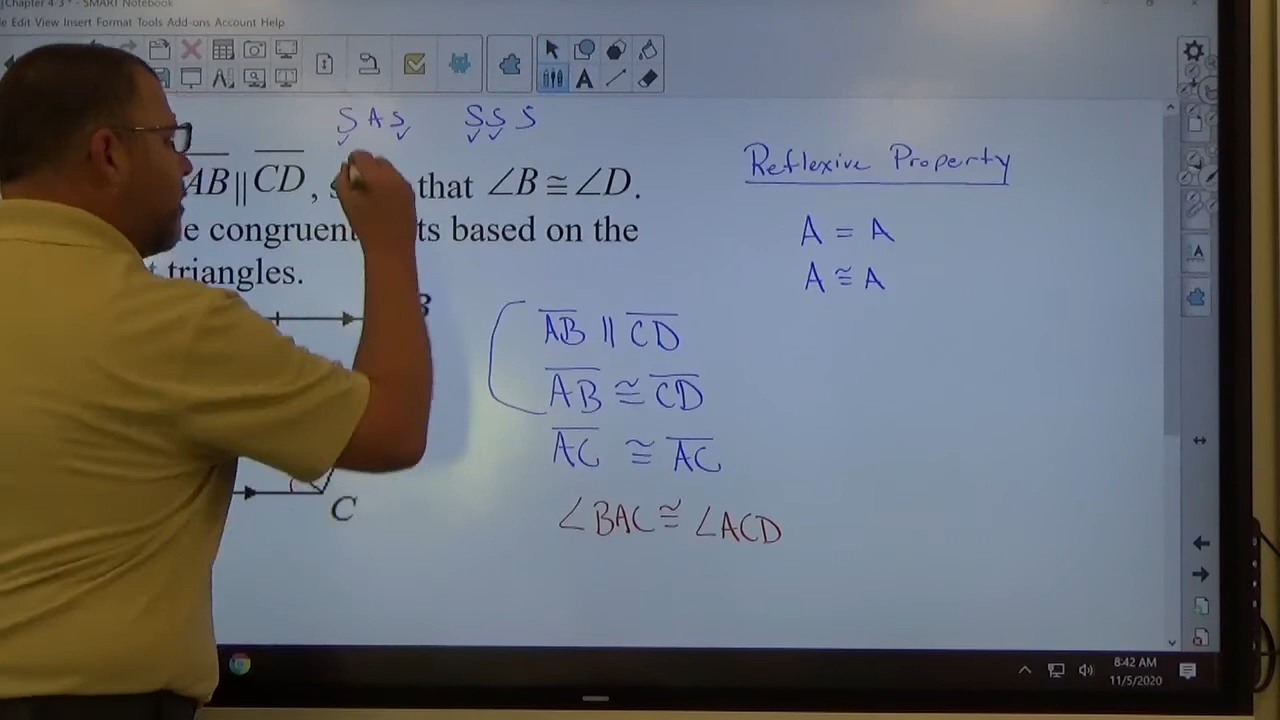 Chapter 4-3 * - SMART Notebook
Edit View Insert Format Tools Add-ons Account Help
SAS SSS
AB || CD, that ∠B ≅ ∠D.
congruent based on the
triangles.
C
AB || CD
AB ≅ CD
AC ≅ AC
∠BAC ≅ ∠ACD
Reflexive Property
A = A
A ≅ A
8:42 AM
11/5/2020